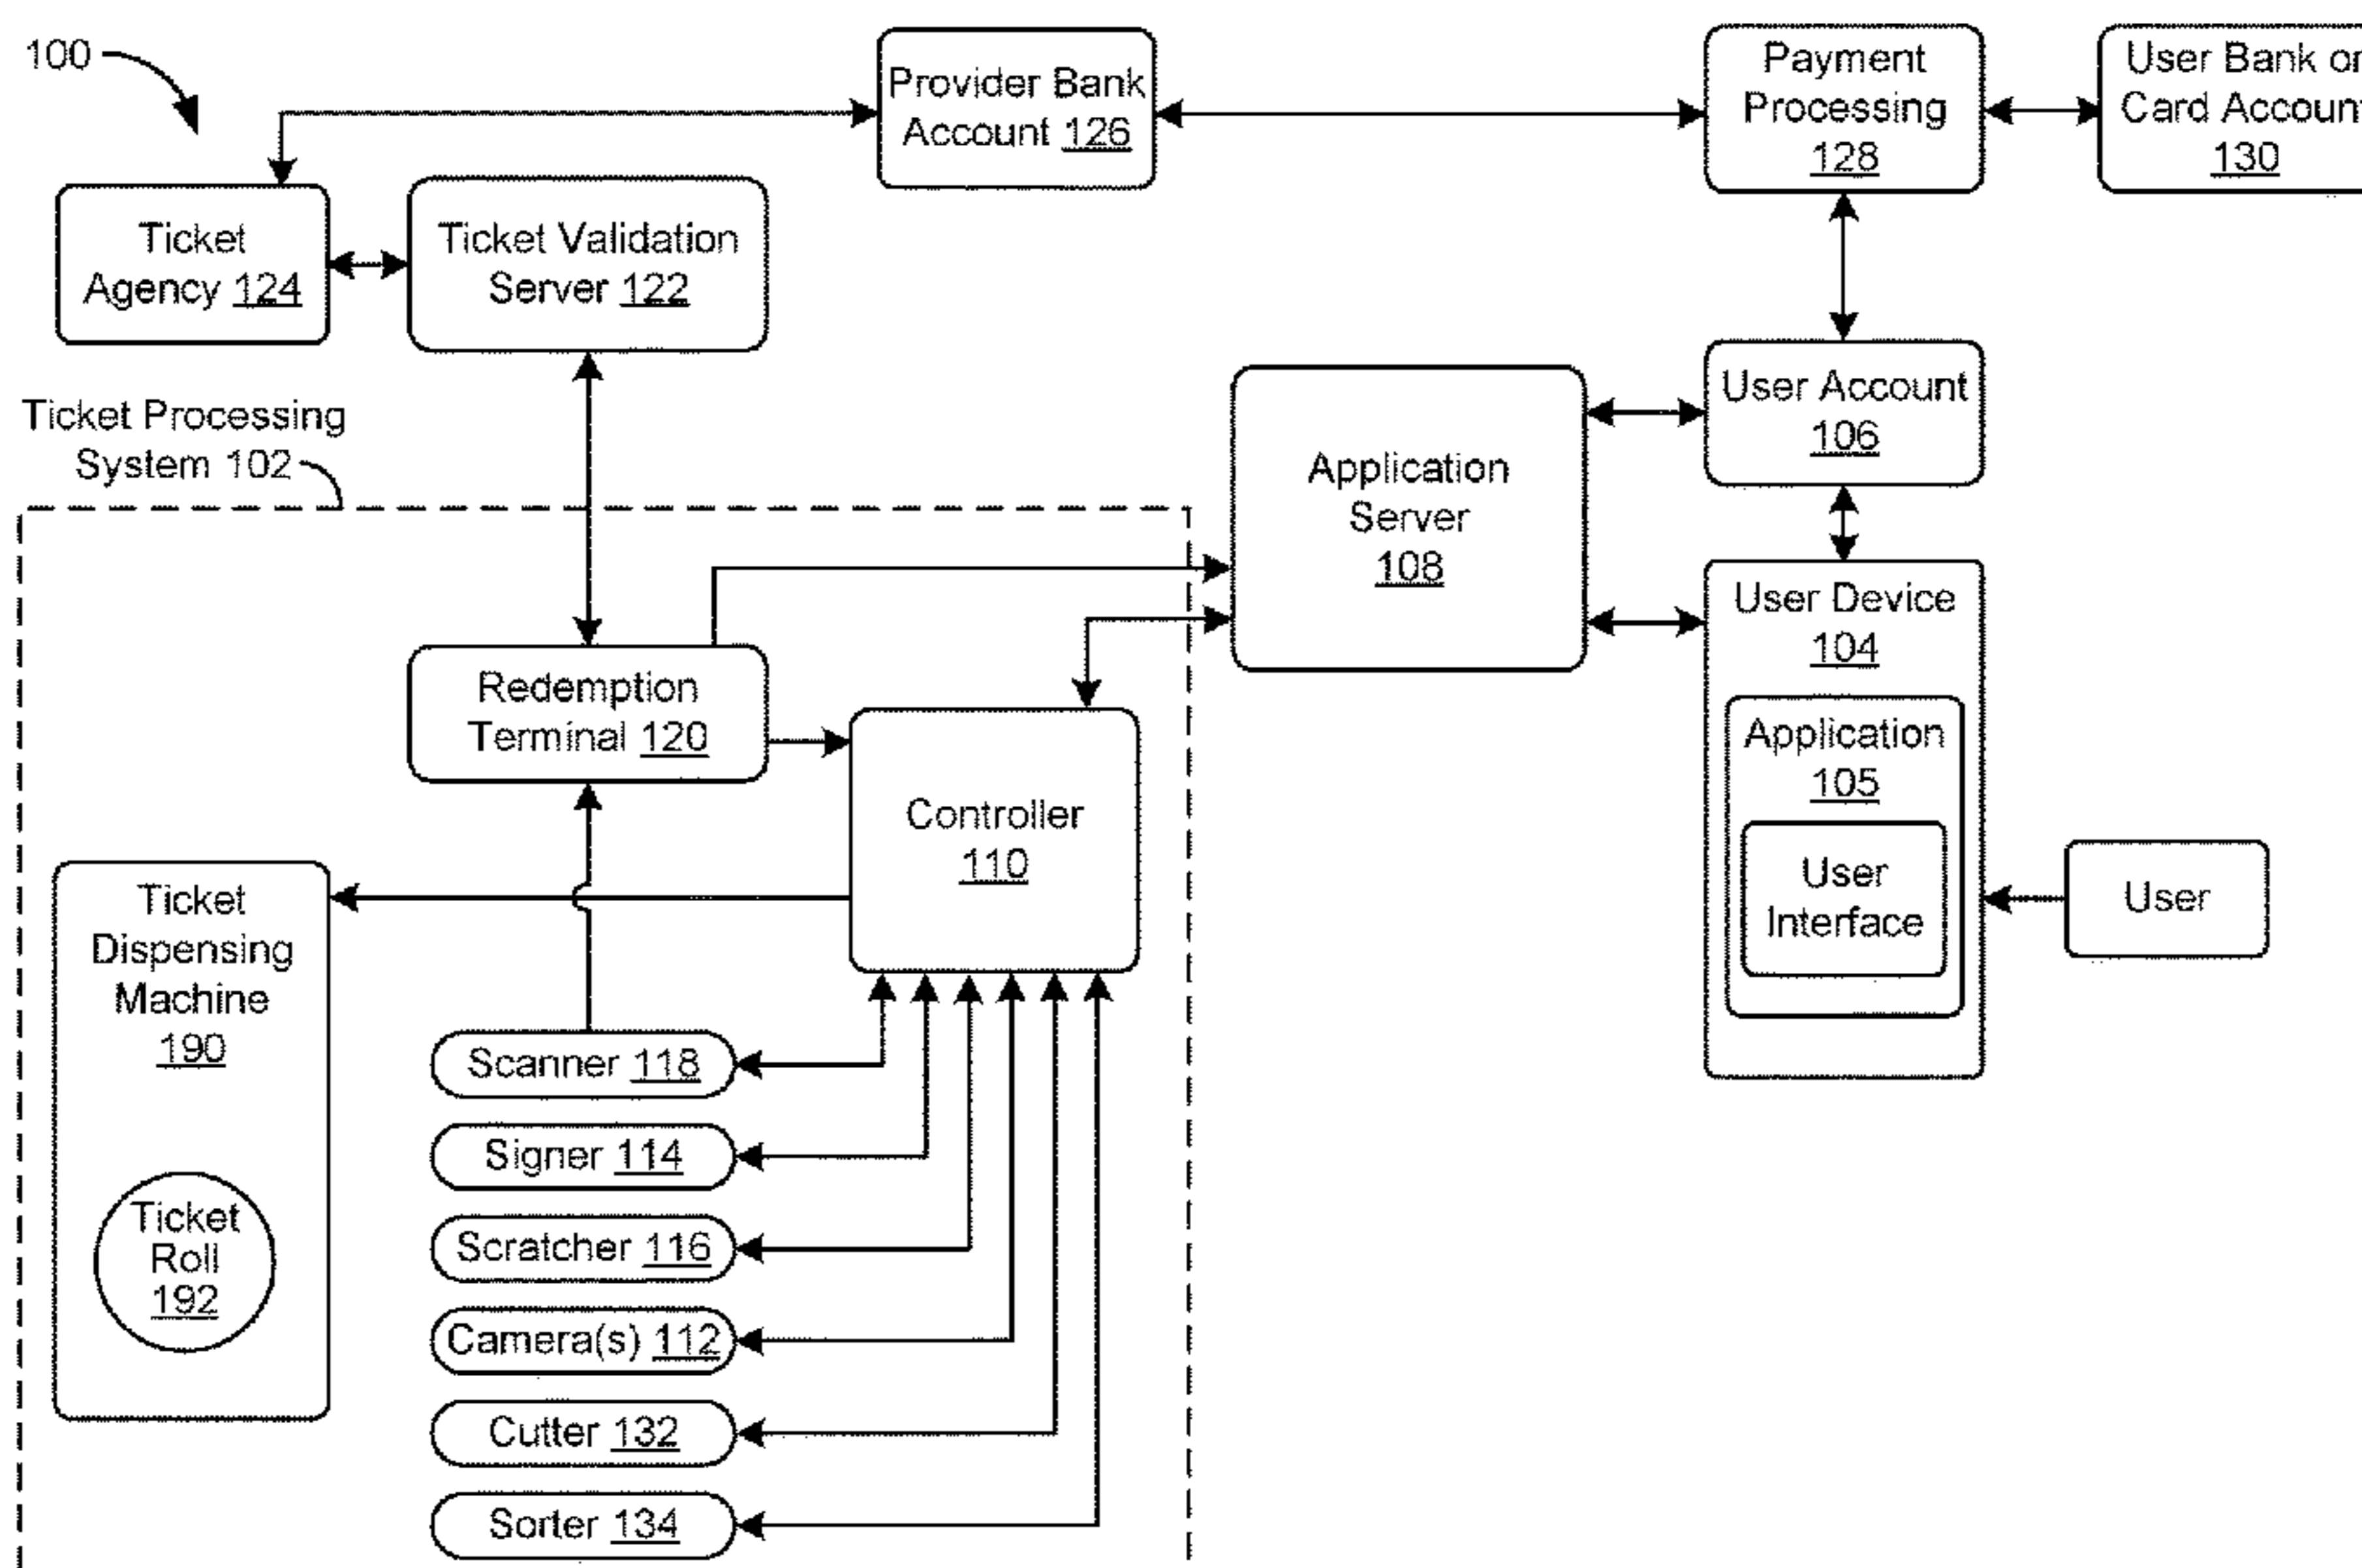 100
Provider Bank
Account 126
Payment
Processing
128
User Bank or
Card Account
130
Ticket
Agency 124
Ticket Validation
Server 122
User Account
106
Ticket Processing
System 102
Application
Server
108
User Device
104
Application
105
User
Interface
User
Redemption
Terminal 120
Controller
110
Ticket
Dispensing
Machine
190
Ticket
Roll
192
Scanner 118
Signer 114
Scratcher 116
Camera(s) 112
Cutter 132
Sorter 134